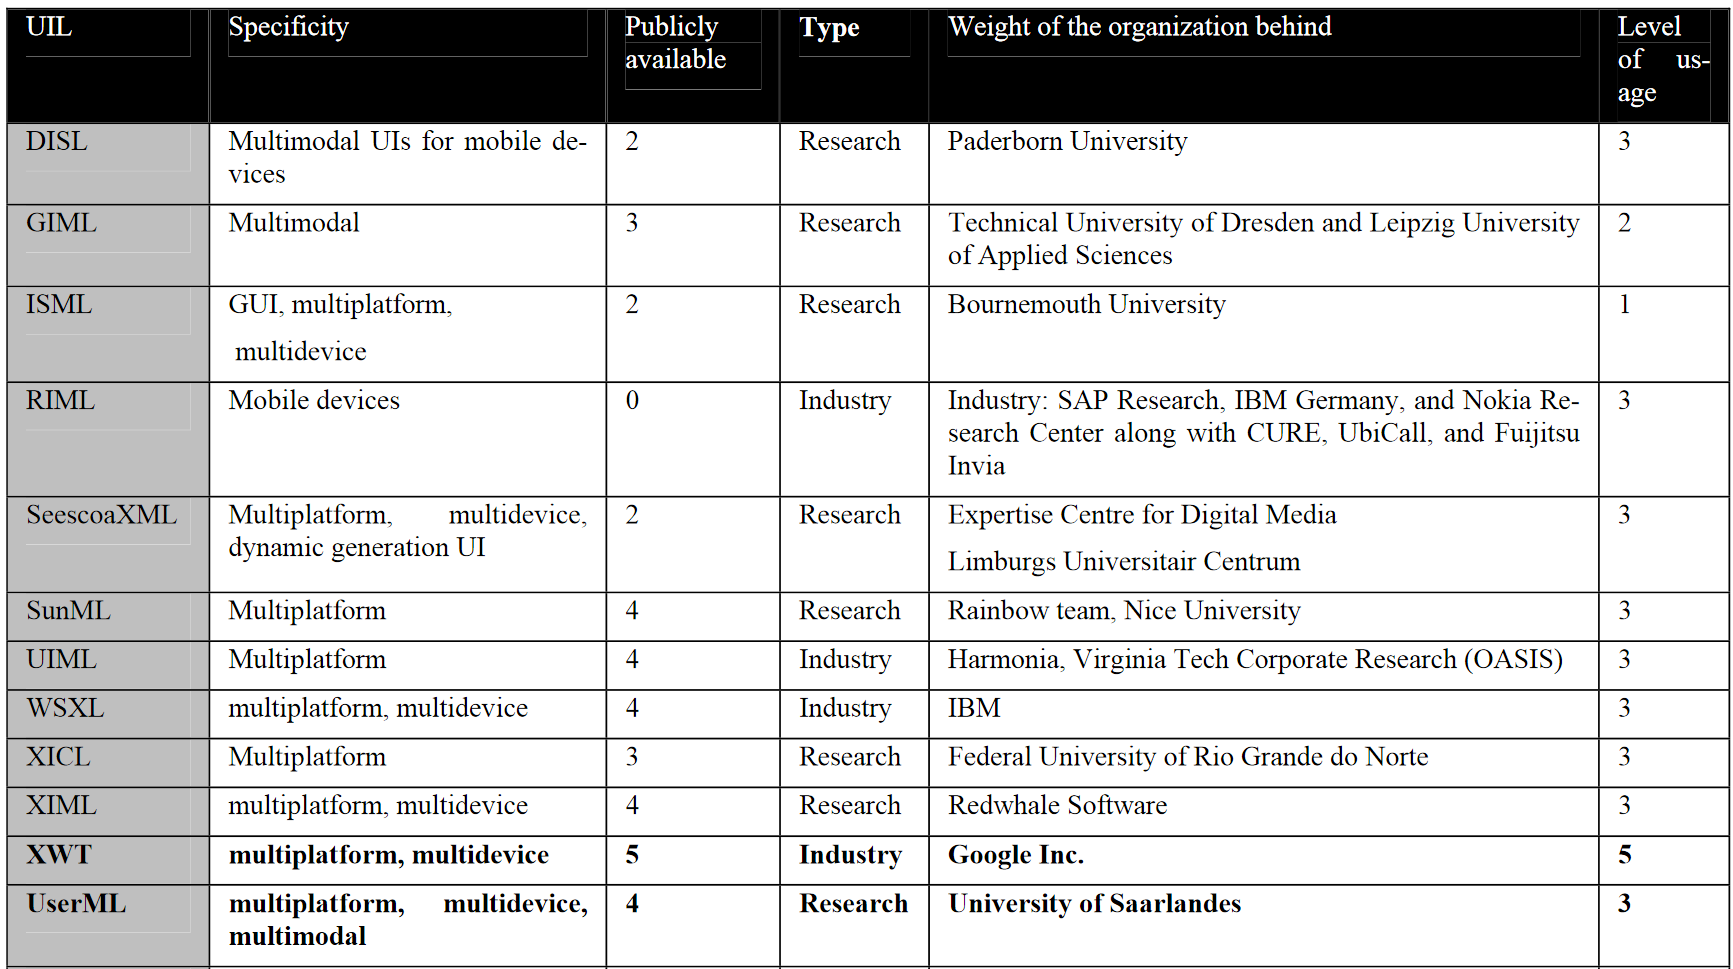 UIL Specificity Publicly available Type Weight of the organization behind Level of us-age
DISL Multimodal UIs for mobile de-vices 2 Research Paderborn University 3
GIML Multimodal 3 Research Technical University of Dresden and Leipzig University of Applied Sciences 2
ISML GUI, multiplatform, multidevice 2 Research Bournemouth University 1
RIML Mobile devices 0 Industry Industry: SAP Research, IBM Germany, and Nokia Re-search Center along with CURE, UbiCall, and Fuijitsu Invia 3
SeescoaXML Multiplatform, multidevice, dynamic generation UI 2 Research Expertise Centre for Digital Media Limburgs Universitair Centrum 3
SunML Multiplatform 4 Research Rainbow team, Nice University 3
UIML Multiplatform 4 Industry Harmonia, Virginia Tech Corporate Research (OASIS) 3
WSXL multiplatform, multidevice 4 Industry IBM 3
XICL Multiplatform 3 Research Federal University of Rio Grande do Norte 3
XIML multiplatform, multidevice 4 Research Redwhale Software 3
XWT multiplatform, multidevice 5 Industry Google Inc. 5
UserML multiplatform, multidevice, multimodal 4 Research University of Saarlandes 3